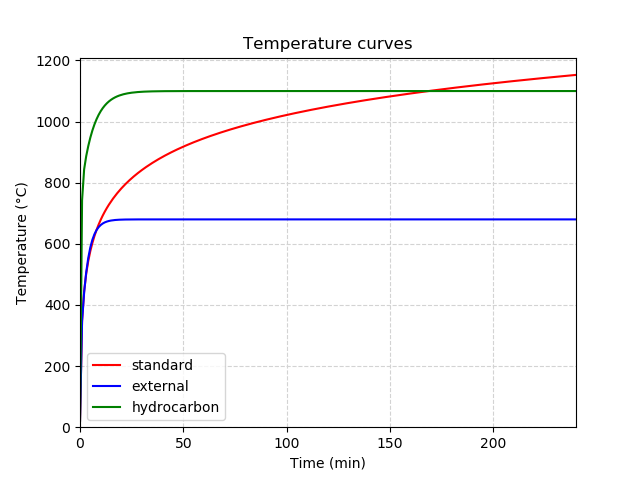 Temperature curves
1200
1000
800
600
400
200
0
Temperature (°C)
standard
external
hydrocarbon
0 50 100 150 200
Time (min)